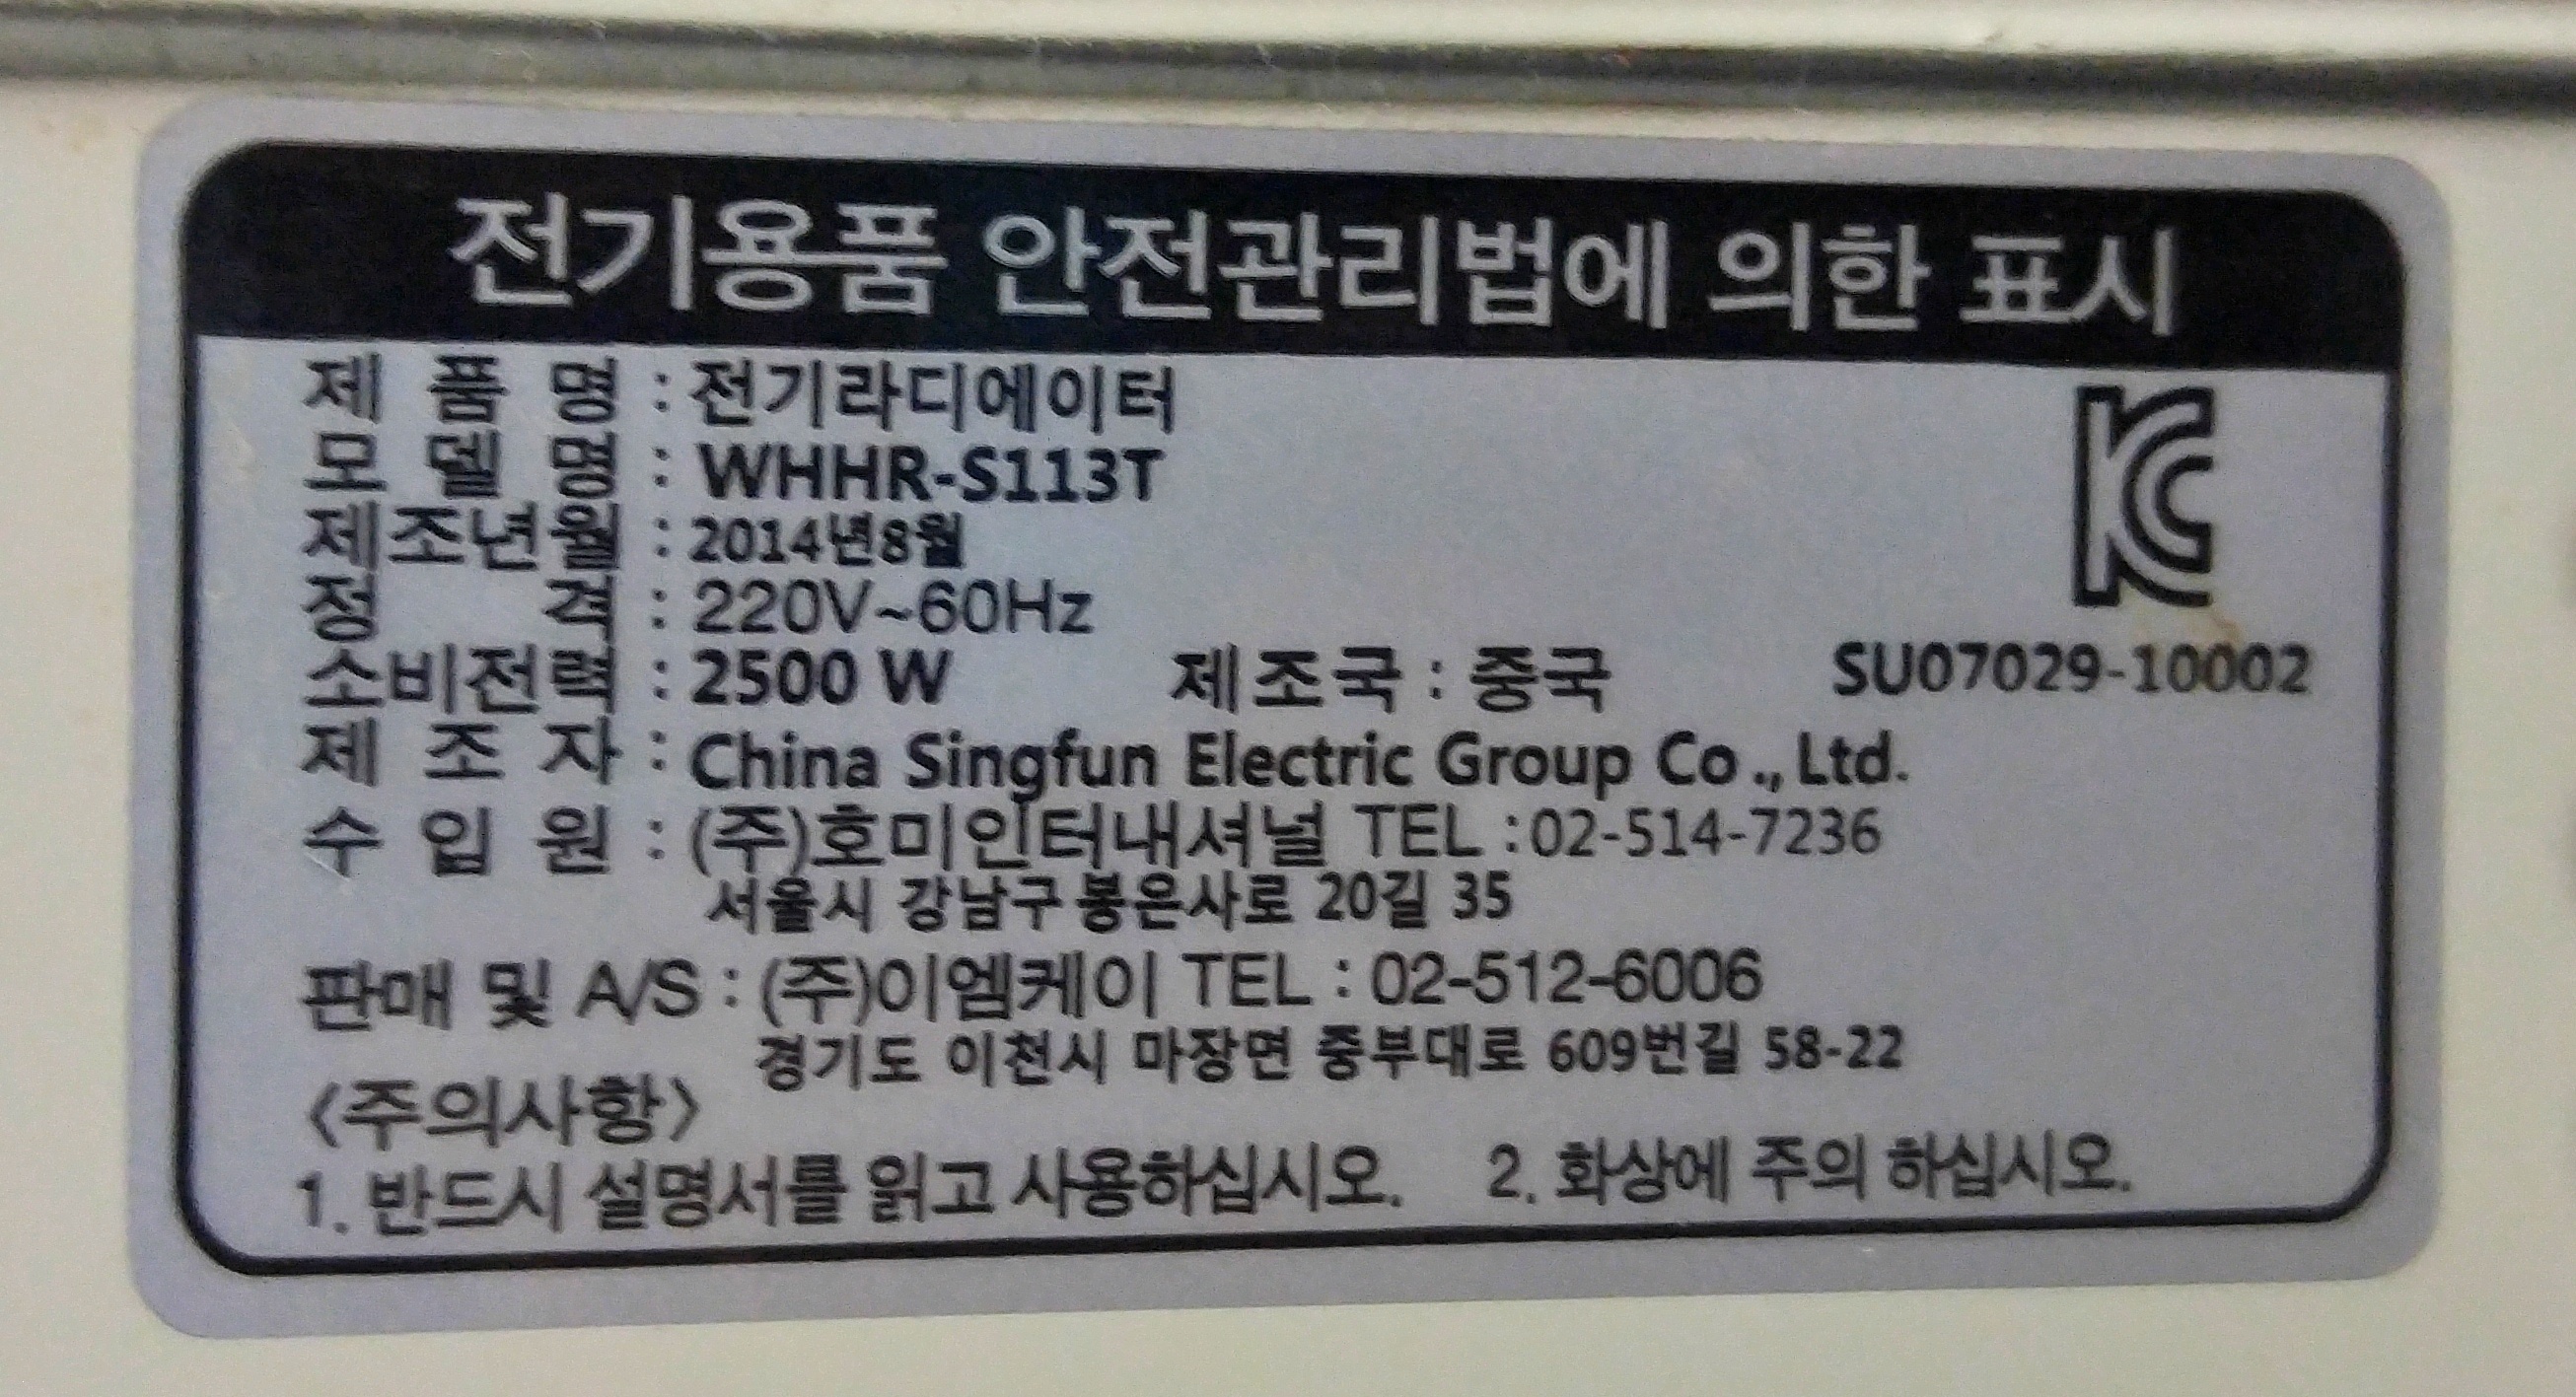 전기용품 안전관리법에 의한 표시
제 품 명 : 전기라디에이터
모 델 명 : WHHR-S113T
제조년월 : 2014년8월
정 격 : 220V~60Hz
소비전력 : 2500 W 제조국 : 중국 SU07029-10002
제 조 자 : China Singfun Electric Group Co., Ltd.
수 입 원 : (주)호미인터내셔널 TEL :02-514-7236
서울시 강남구 봉은사로 20길 35
판매 및 A/S : (주)이엠케이 TEL : 02-512-6006
경기도 이천시 마장면 중부대로 609번길 58-22
<주의사항>
1. 반드시 설명서를 읽고 사용하십시오. 2. 화상에 주의 하십시오.